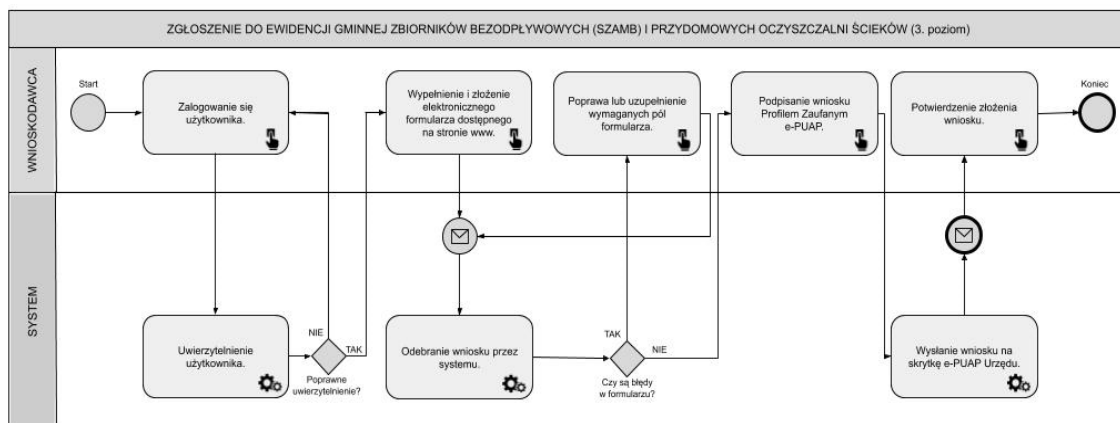 ZGŁOSZENIE DO EWIDENCJI GMINNEJ ZBIORNIKÓW BEZODPŁYWOWYCH (SZAMB) I PRZYDOMOWYCH OCZYSZCZALNI ŚCIEKÓW (3. poziom)
WNIOSKODAWCA
Start
Zalogowanie się
użytkownika.
Wypełnienie i złożenie
elektronicznego
formularza dostępnego
na stronie www.
Poprawa lub uzupełnienie
wymaganych pól
formularza.
Podpisanie wniosku
Profilem Zaufanym
e-PUAP.
Potwierdzenie złożenia
wniosku.
Koniec
SYSTEM
Uwierzytelnienie
użytkownika.
NIE
TAK
Poprawne
uwierzytelnienie?
Odebranie wniosku przez
systemu.
TAK
NIE
Czy są błędy
w formularzu?
Wysłanie wniosku na
skrytkę e-PUAP Urzędu.